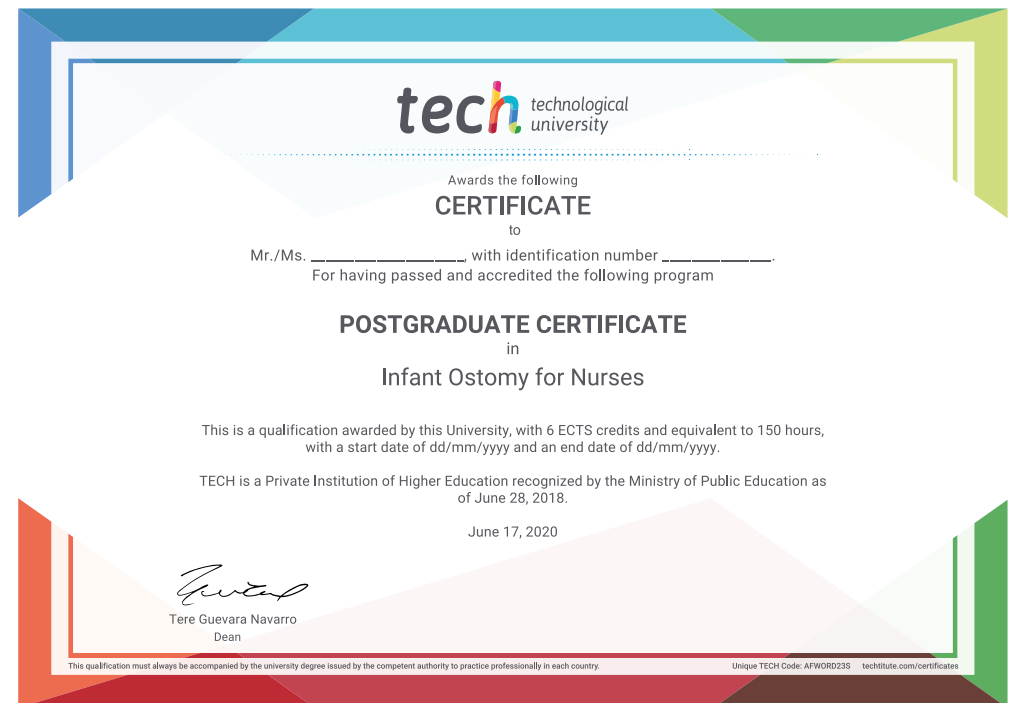 tech technological
university
Awards the following
CERTIFICATE
to
Mr./Ms. ____________________, with identification number ______________.
For having passed and accredited the following program
POSTGRADUATE CERTIFICATE
in
Infant Ostomy for Nurses
This is a qualification awarded by this University, with 6 ECTS credits and equivalent to 150 hours,
with a start date of dd/mm/yyyy and an end date of dd/mm/yyyy.
TECH is a Private Institution of Higher Education recognized by the Ministry of Public Education as
of June 28, 2018.
June 17, 2020
Tere Guevara Navarro
Dean
This qualification must always be accompanied by the university degree issued by the competent authority to practice professionally in each country.
Unique TECH Code: AFWORD23S techtitute.com/certificates